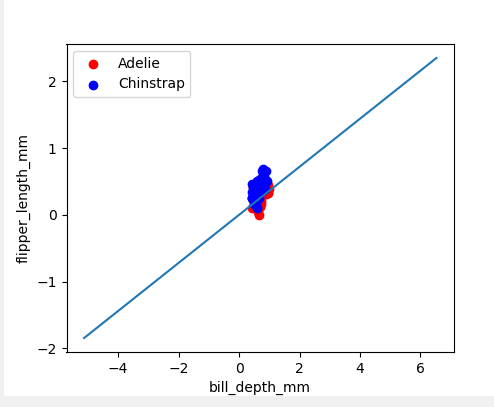 Adelie
Chinstrap
2
1
0
−1
−2
flipper_length_mm
−4 −2 0 2 4 6
bill_depth_mm